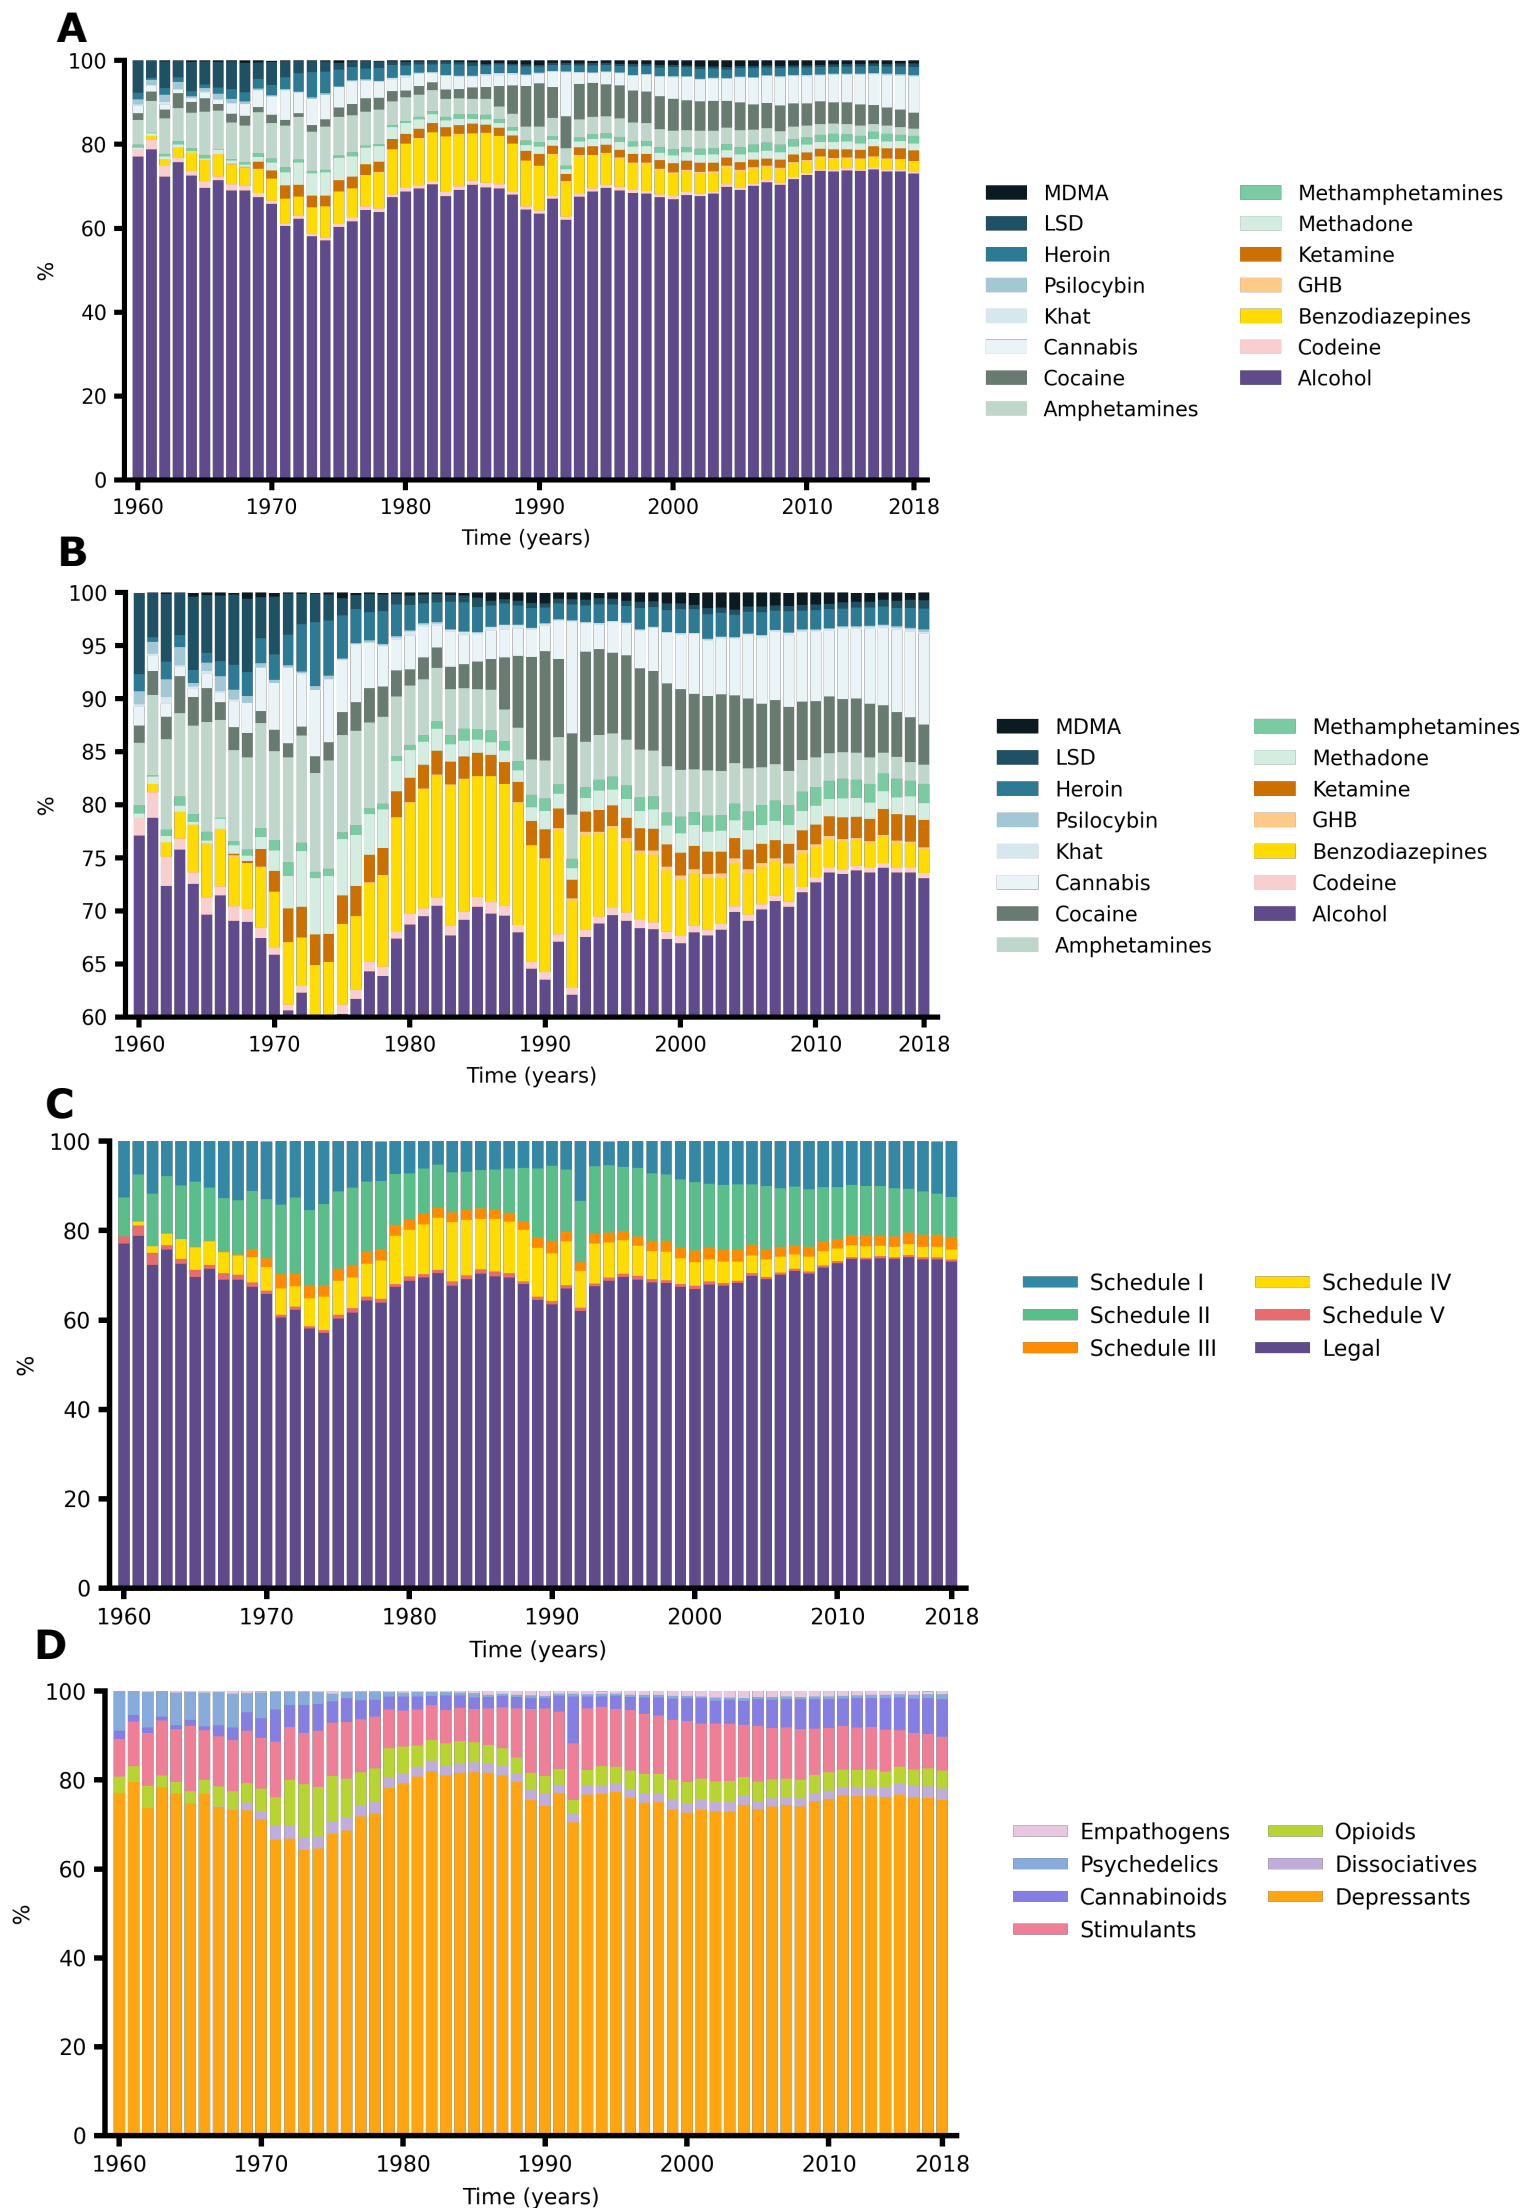 A
100
80
60
40
20
0
%
1960 1970 1980 1990 2000 2010 2018
Time (years)
MDMA Methamphetamines
LSD Methadone
Heroin Ketamine
Psilocybin GHB
Khat Benzodiazepines
Cannabis Codeine
Cocaine Alcohol
Amphetamines
B
100
95
90
85
80
75
70
65
60
%
1960 1970 1980 1990 2000 2010 2018
Time (years)
MDMA Methamphetamines
LSD Methadone
Heroin Ketamine
Psilocybin GHB
Khat Benzodiazepines
Cannabis Codeine
Cocaine Alcohol
Amphetamines
C
100
80
60
40
20
0
%
1960 1970 1980 1990 2000 2010 2018
Time (years)
Schedule I Schedule IV
Schedule II Schedule V
Schedule III Legal
D
100
80
60
40
20
0
%
1960 1970 1980 1990 2000 2010 2018
Time (years)
Empathogens Opioids
Psychedelics Dissociatives
Cannabinoids Depressants
Stimulants